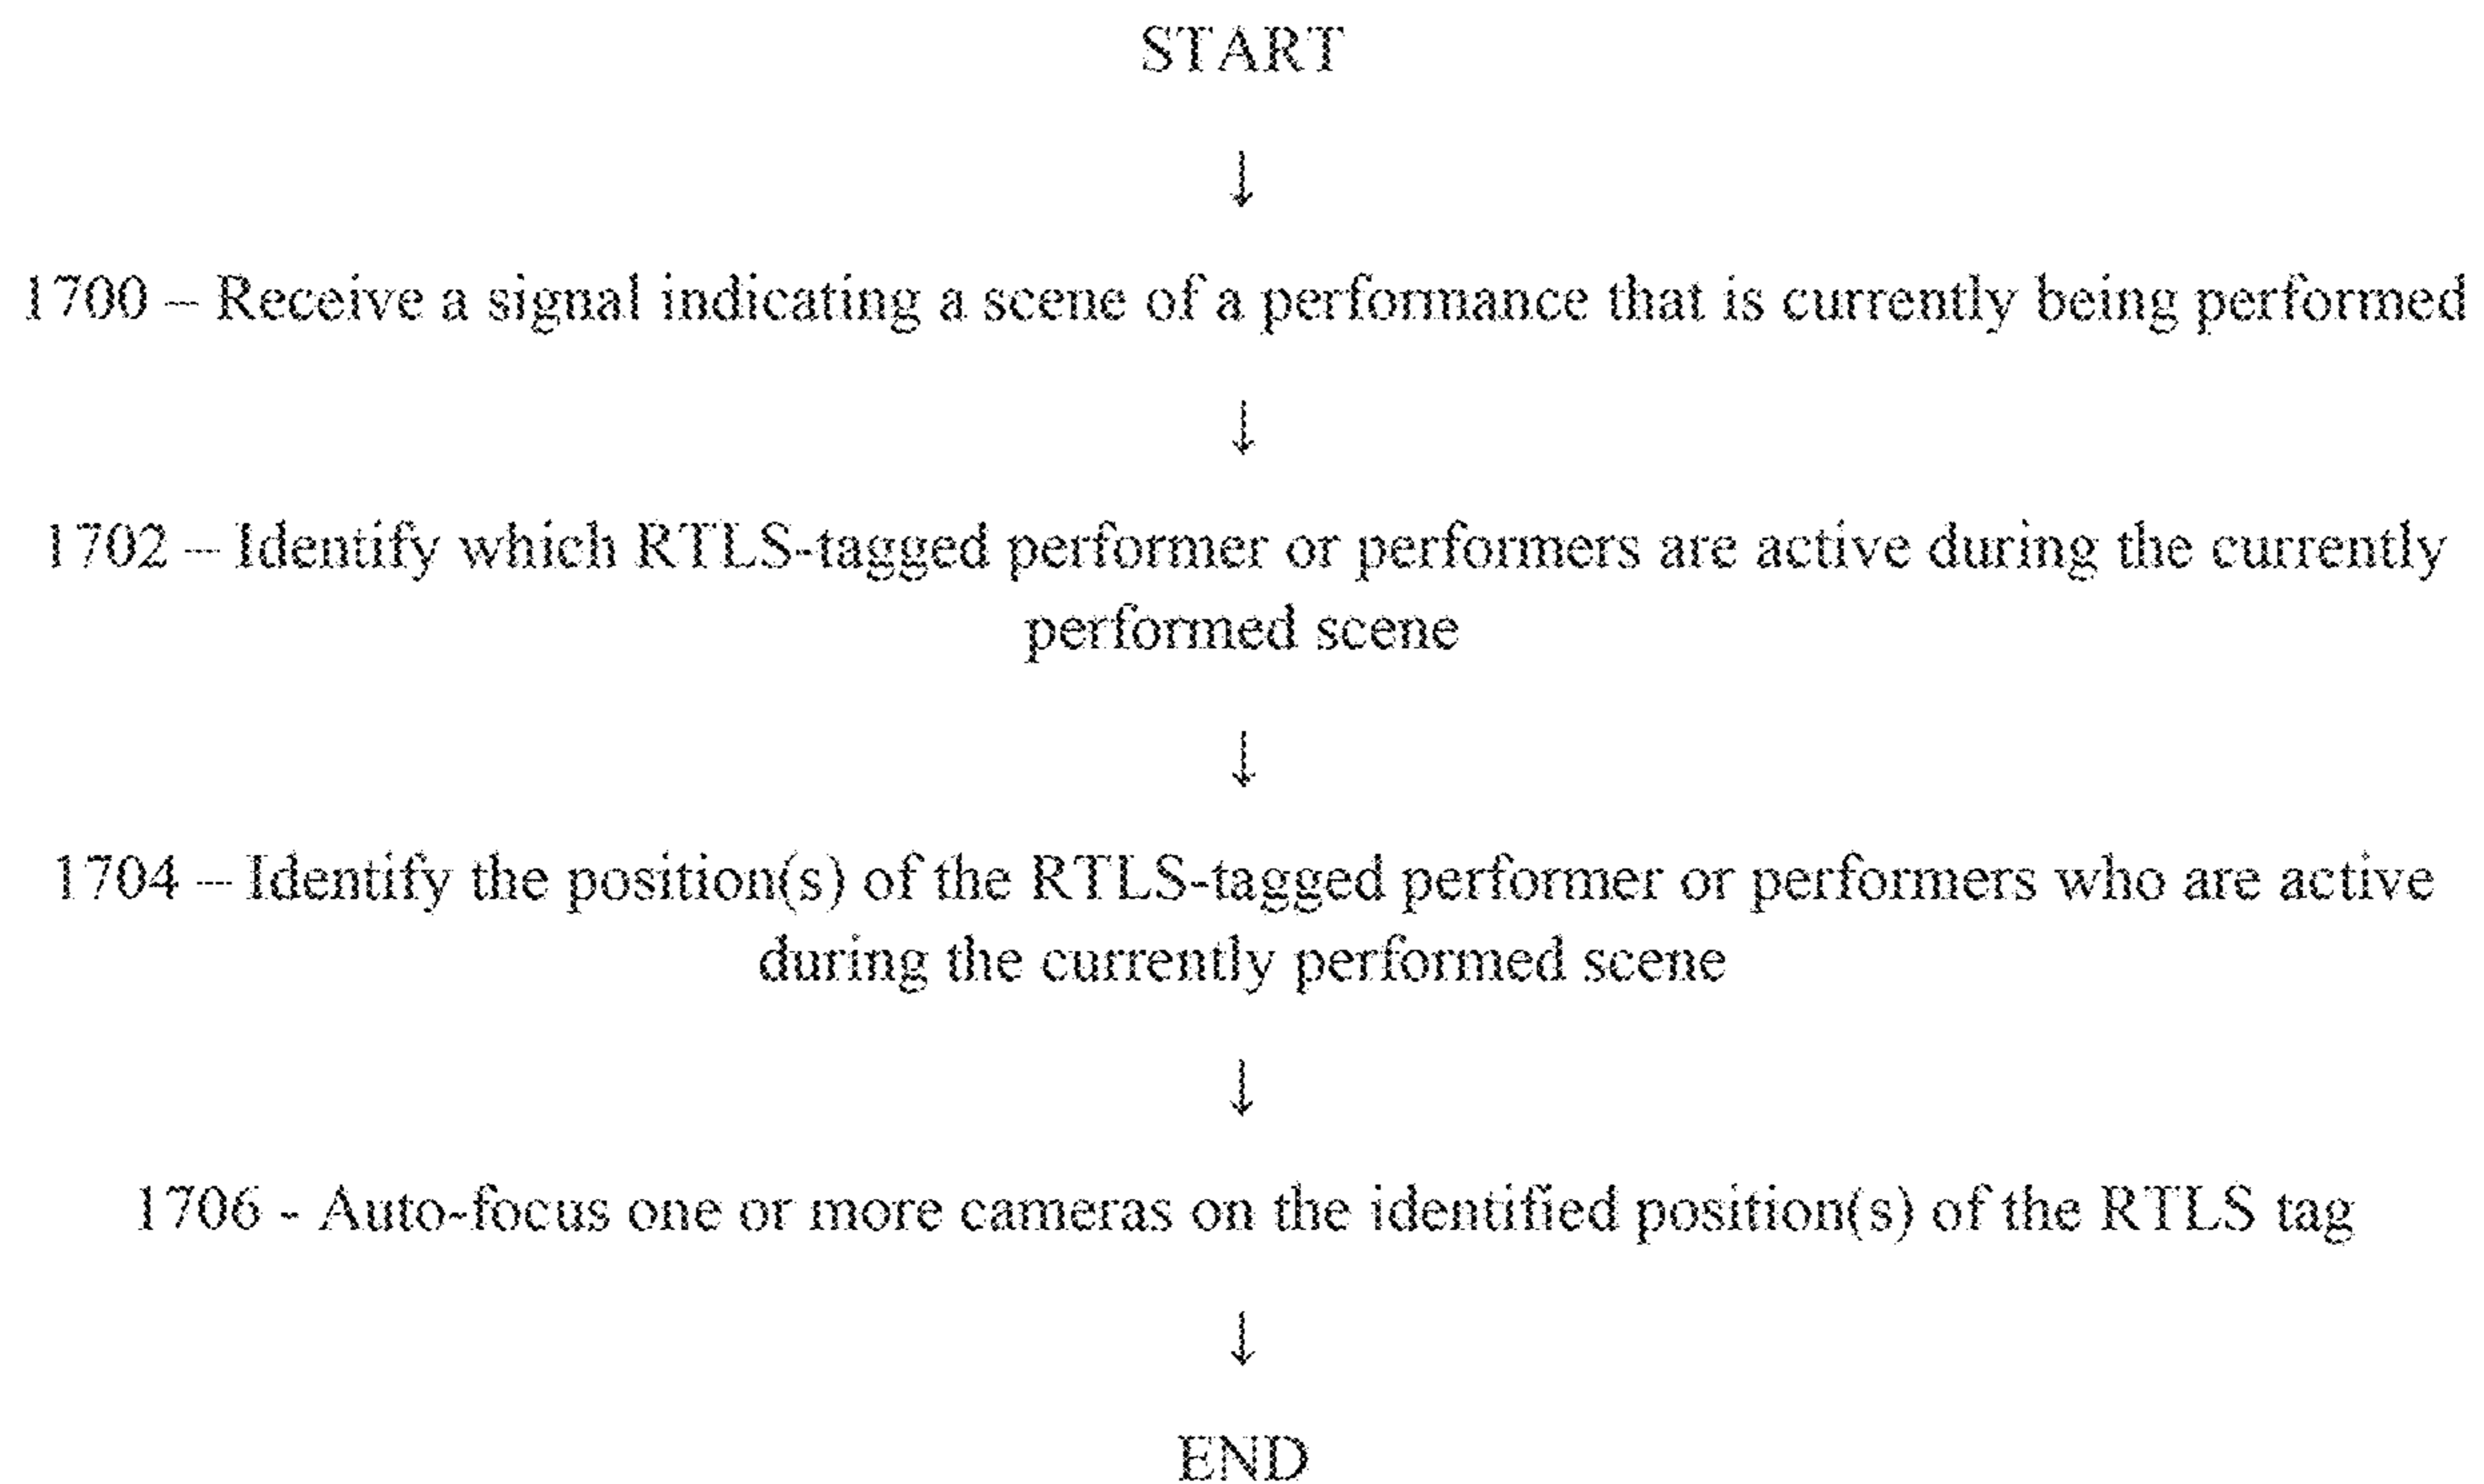 START
↓
1700 – Receive a signal indicating a scene of a performance that is currently being performed
↓
1702 – Identify which RTLS-tagged performer or performers are active during the currently
performed scene
↓
1704 – Identify the position(s) of the RTLS-tagged performer or performers who are active
during the currently performed scene
↓
1706 - Auto-focus one or more cameras on the identified position(s) of the RTLS tag
↓
END